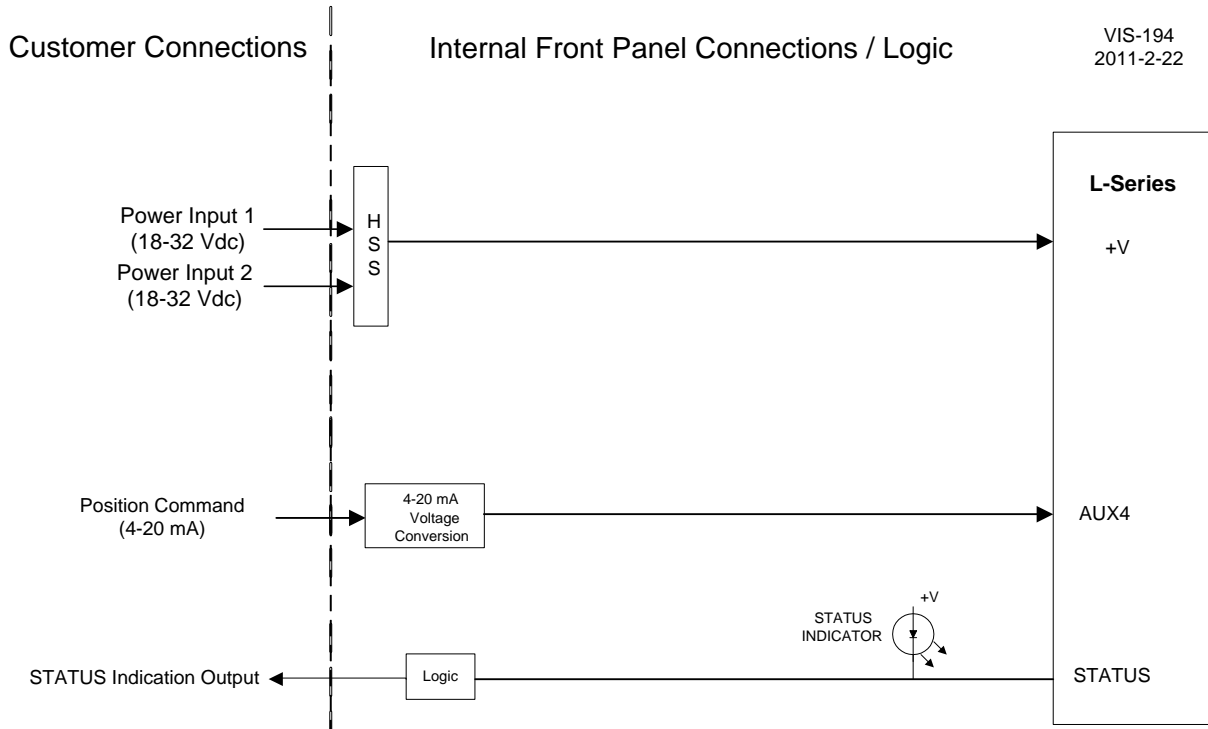 Customer Connections
Internal Front Panel Connections / Logic
VIS-194
2011-2-22
L-Series
Power Input 1
(18-32 Vdc)
Power Input 2
(18-32 Vdc)
H
S
S
+V
Position Command
(4-20 mA)
4-20 mA
Voltage
Conversion
AUX4
+V
STATUS
INDICATOR
STATUS Indication Output
Logic
STATUS